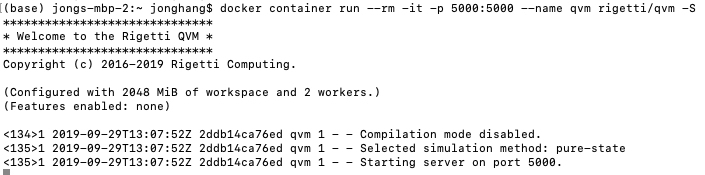 (base) jongs-mbp-2:~ jonghang$ docker container run --rm -it -p 5000:5000 --name qvm rigetti/qvm -S
******************************
* Welcome to the Rigetti QVM *
******************************
Copyright (c) 2016-2019 Rigetti Computing.

(Configured with 2048 MiB of workspace and 2 workers.)
(Features enabled: none)

<134>1 2019-09-29T13:07:52Z 2ddb14ca76ed qvm 1 - - Compilation mode disabled.
<135>1 2019-09-29T13:07:52Z 2ddb14ca76ed qvm 1 - - Selected simulation method: pure-state
<135>1 2019-09-29T13:07:52Z 2ddb14ca76ed qvm 1 - - Starting server on port 5000.